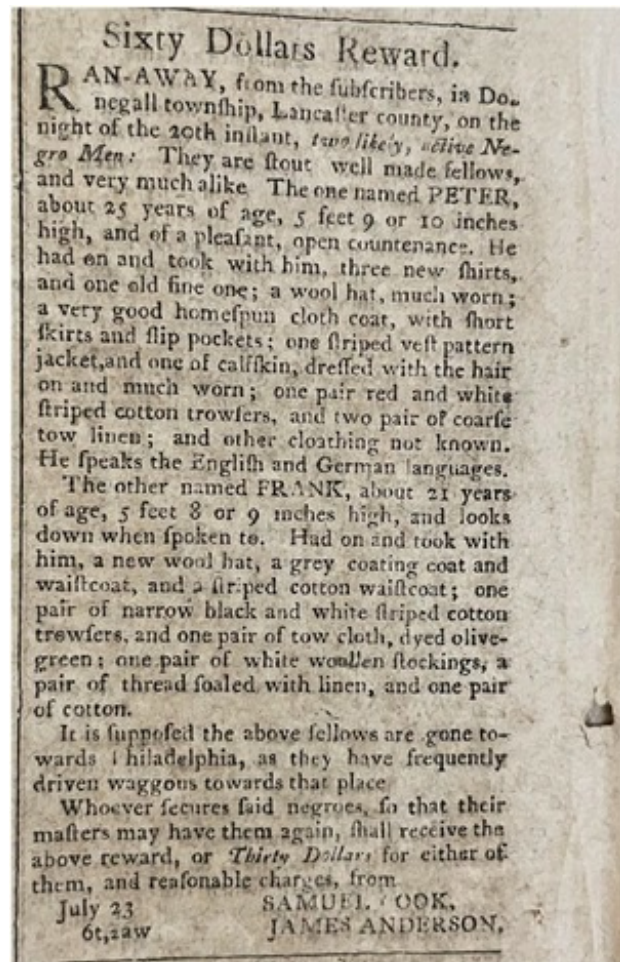 Sixty Dollars Reward.
RAN-AWAY, from the ſubſcribers, in Do-
negall townſhip, Lancaſter county, on the
night of the 20th inſtant, two likely, active Ne-
gro Men: They are ſtout well made fellows,
and very much alike The one named PETER,
about 25 years of age, 5 feet 9 or 10 inches
high, and of a pleaſant, open countenance. He
had on and took with him, three new ſhirts,
and one old fine one; a wool hat, much worn;
a very good homeſpun cloth coat, with ſhort
ſkirts and ſlip pockets; one ſtriped veſt pattern
jacket,and one of calfſkin, dreſſed with the hair
on and much worn; one pair red and white
ſtriped cotton trowſers, and two pair of coarſe
tow linen; and other cloathing not known.
He ſpeaks the Engliſh and German languages.
The other named FRANK, about 21 years
of age, 5 feet 8 or 9 inches high, and looks
down when ſpoken to. Had on and took with
him, a new wool hat, a grey coating coat and
waiſtcoat, and a ſtriped cotton waiſtcoat; one
pair of narrow black and white ſtriped cotton
trowſers, and one pair of tow cloth, dyed olive-
green; one pair of white woollen ſtockings, a
pair of thread ſoaled with linen, and one pair
of cotton.
It is ſuppoſed the above fellows are gone to-
wards Philadelphia, as they have frequently
driven waggons towards that place
Whoever ſecures ſaid negroes, ſo that their
maſters may have them again, ſhall receive the
above reward, or Thirty Dollars for either of
them, and reaſonable charges, from
July 23 SAMUEL COOK,
6t,2aw JAMES ANDERSON.